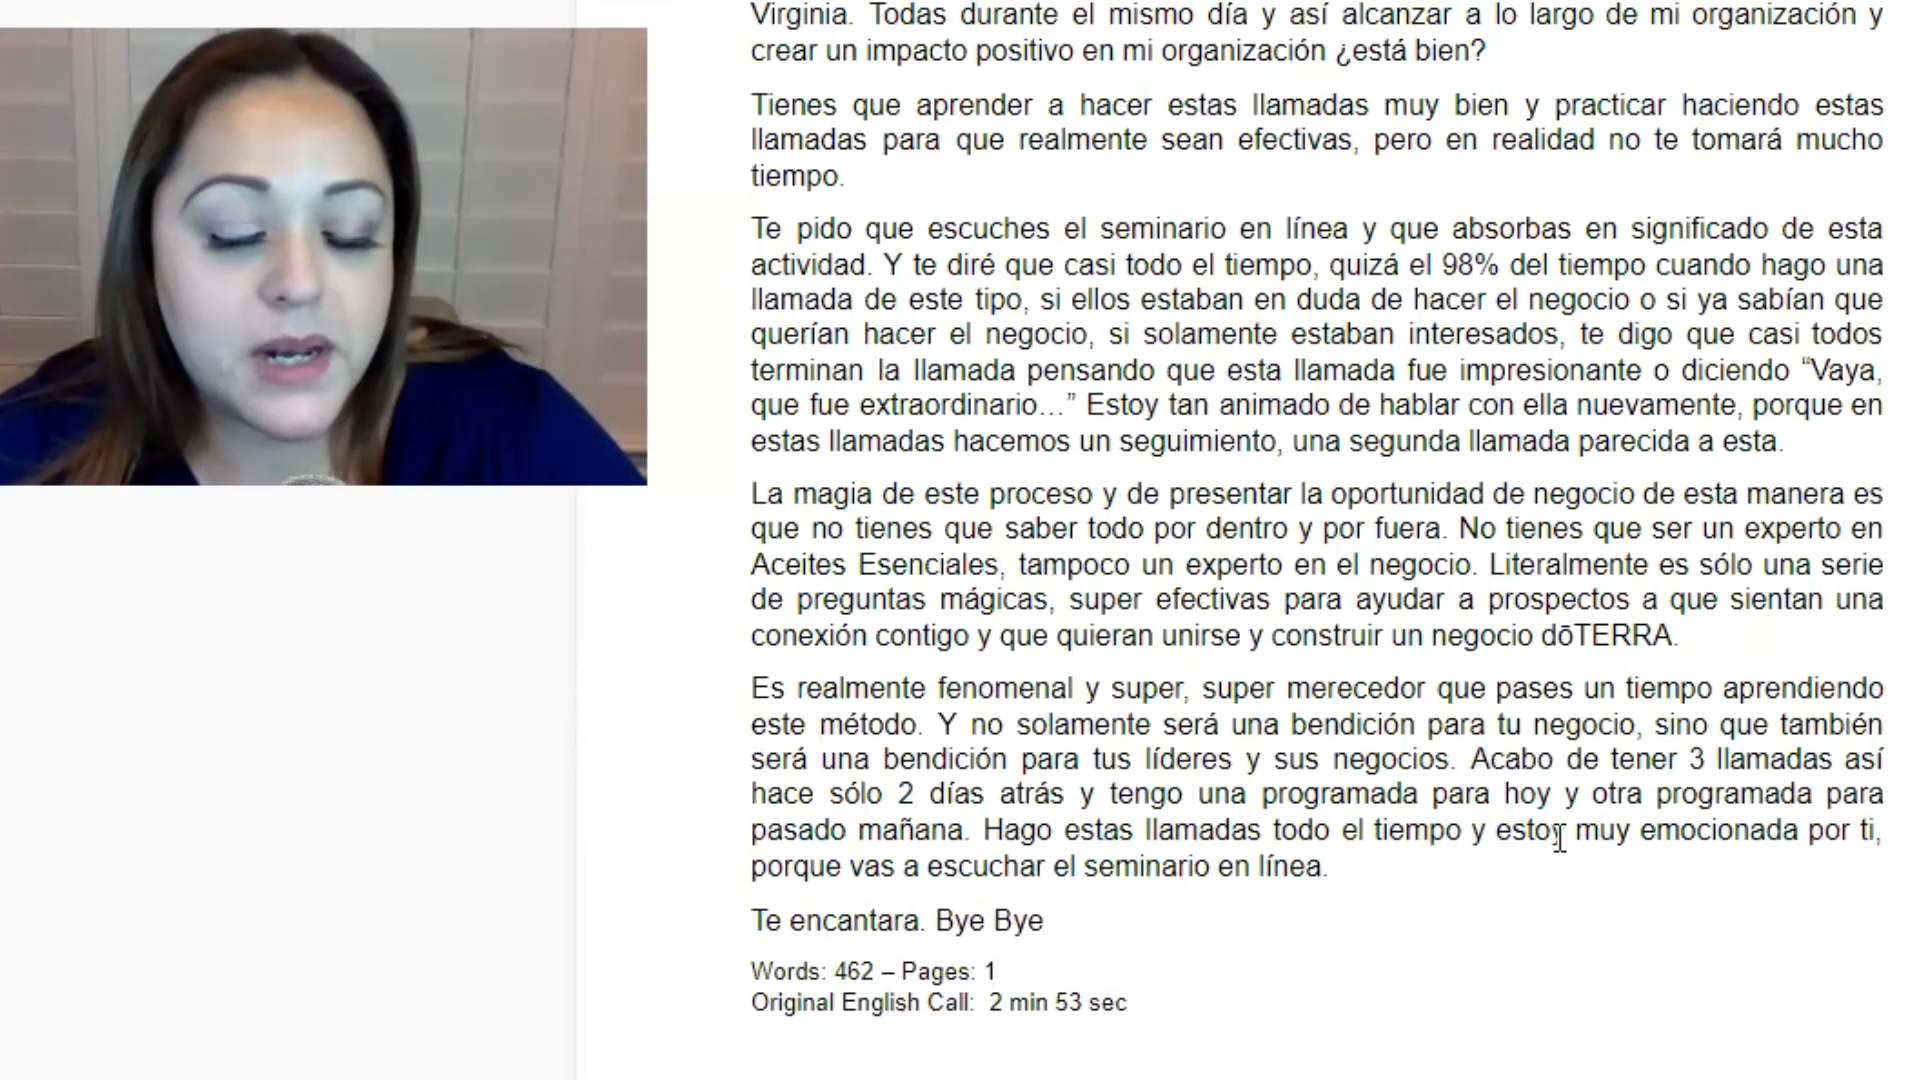 Virginia. Todas durante el mismo día y así alcanzar a lo largo de mi organización y
crear un impacto positivo en mi organización ¿está bien?
Tienes que aprender a hacer estas llamadas muy bien y practicar haciendo estas
llamadas para que realmente sean efectivas, pero en realidad no te tomará mucho
tiempo.
Te pido que escuches el seminario en línea y que absorbas en significado de esta
actividad. Y te diré que casi todo el tiempo, quizá el 98% del tiempo cuando hago una
llamada de este tipo, si ellos estaban en duda de hacer el negocio o si ya sabían que
querían hacer el negocio, si solamente estaban interesados, te digo que casi todos
terminan la llamada pensando que esta llamada fue impresionante o diciendo “Vaya,
que fue extraordinario...” Estoy tan animado de hablar con ella nuevamente, porque en
estas llamadas hacemos un seguimiento, una segunda llamada parecida a esta.
La magia de este proceso y de presentar la oportunidad de negocio de esta manera es
que no tienes que saber todo por dentro y por fuera. No tienes que ser un experto en
Aceites Esenciales, tampoco un experto en el negocio. Literalmente es sólo una serie
de preguntas mágicas, super efectivas para ayudar a prospectos a que sientan una
conexión contigo y que quieran unirse y construir un negocio dōTERRA.
Es realmente fenomenal y super, super merecedor que pases un tiempo aprendiendo
este método. Y no solamente será una bendición para tu negocio, sino que también
será una bendición para tus líderes y sus negocios. Acabo de tener 3 llamadas así
hace sólo 2 días atrás y tengo una programada para hoy y otra programada para
pasado mañana. Hago estas llamadas todo el tiempo y estoy muy emocionada por ti,
porque vas a escuchar el seminario en línea.
Te encantara. Bye Bye
Words: 462 – Pages: 1
Original English Call:  2 min 53 sec